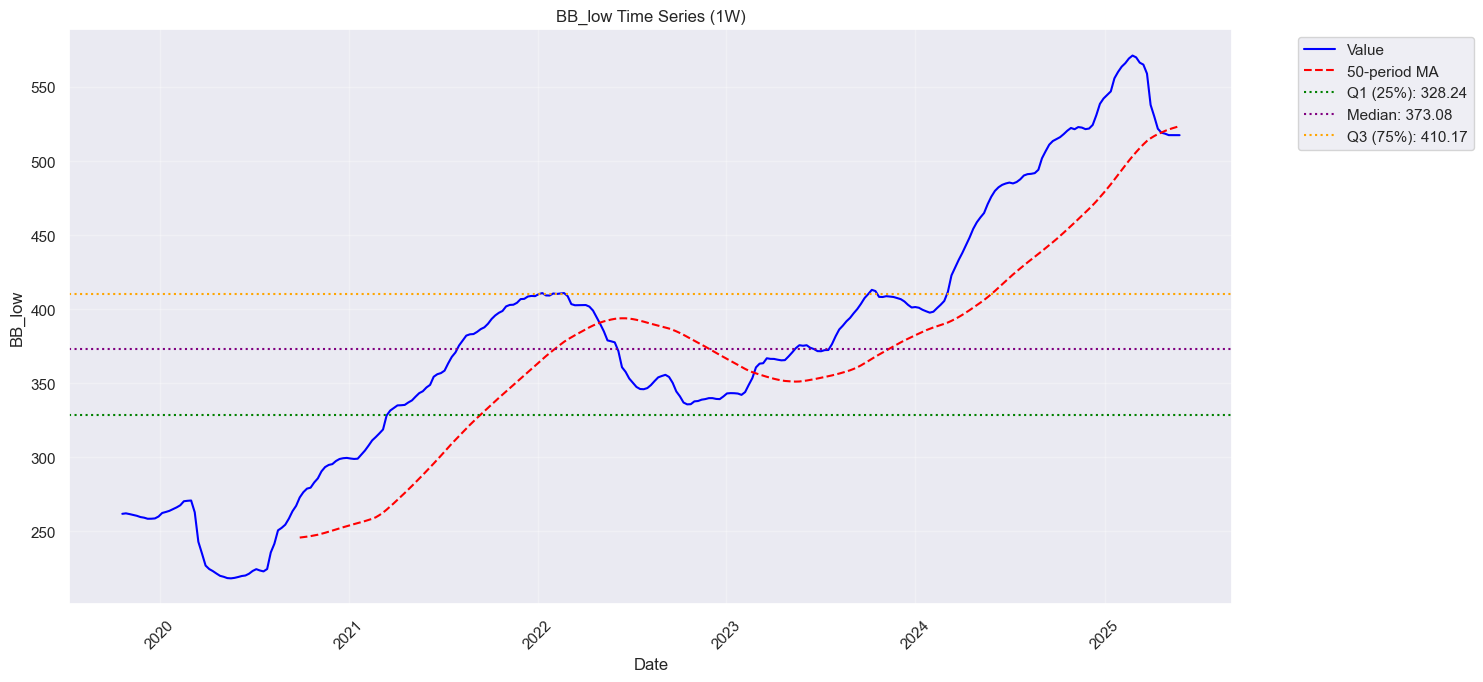 BB_low Time Series (1W)
Value
50-period MA
Q1 (25%): 328.24
Median: 373.08
Q3 (75%): 410.17
BB_low
550
500
450
400
350
300
250
2020
2021
2022
2023
2024
2025
Date